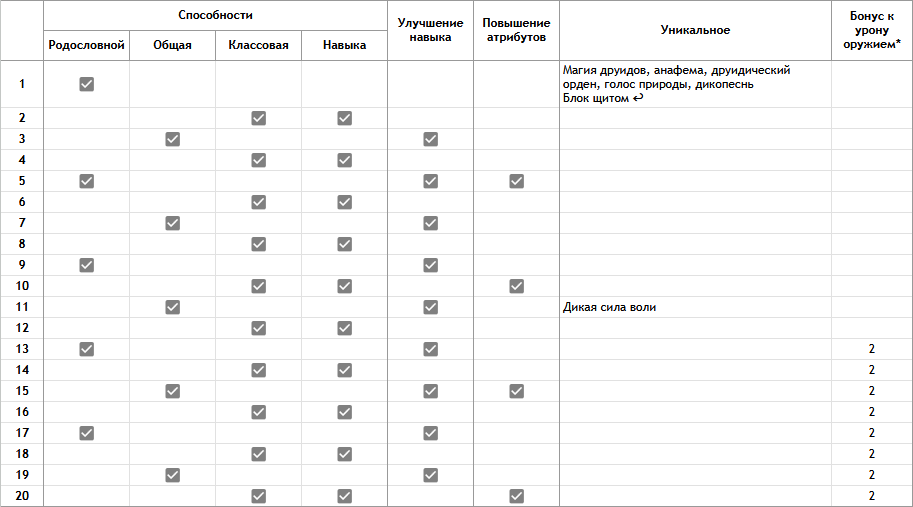 Способности
Улучшение навыка
Повышение атрибутов
Уникальное
Бонус к урону оружием*
Родословной Общая Классовая Навыка
1 Магия друидов, анафема, друидический
орден, голос природы, дикопеснь
Блок щитом ↩
2
3
4
5
6
7
8
9
10
11 Дикая сила воли
12
13 2
14 2
15 2
16 2
17 2
18 2
19 2
20 2